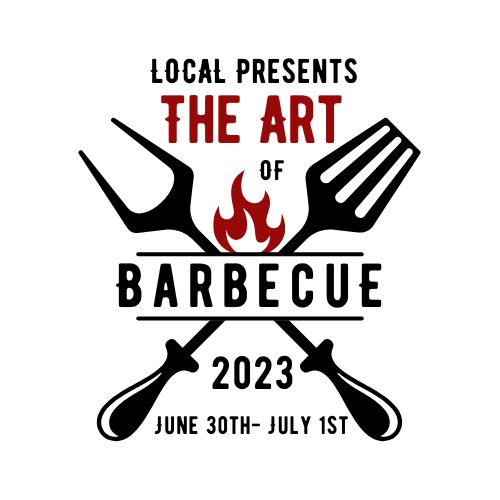 LOCAL PRESENTS
THE ART
OF
BARBECUE
2023
JUNE 30TH- JULY 1ST